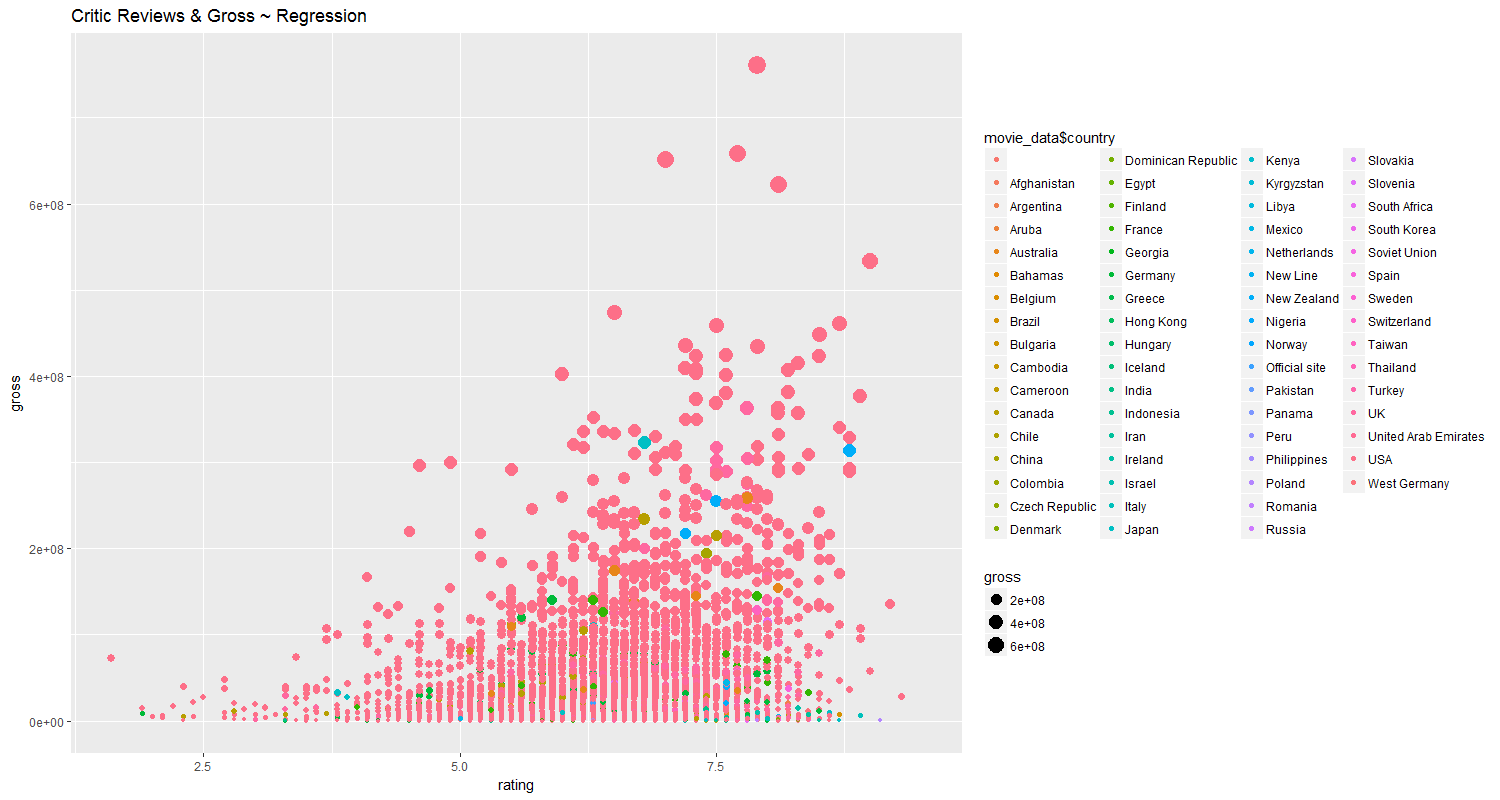 Critic Reviews & Gross ~ Regression
gross
6e+08
4e+08
2e+08
0e+00
2.5
5.0
7.5
rating
movie_data$country
Afghanistan
Argentina
Aruba
Australia
Bahamas
Belgium
Brazil
Bulgaria
Cambodia
Cameroon
Canada
Chile
China
Colombia
Czech Republic
Denmark
Dominican Republic
Egypt
Finland
France
Georgia
Germany
Greece
Hong Kong
Hungary
Iceland
India
Indonesia
Iran
Ireland
Israel
Italy
Japan
Kenya
Kyrgyzstan
Libya
Mexico
Netherlands
New Line
New Zealand
Nigeria
Norway
Official site
Pakistan
Panama
Peru
Philippines
Poland
Romania
Russia
Slovakia
Slovenia
South Africa
South Korea
Soviet Union
Spain
Sweden
Switzerland
Taiwan
Thailand
Turkey
UK
United Arab Emirates
USA
West Germany
gross
2e+08
4e+08
6e+08